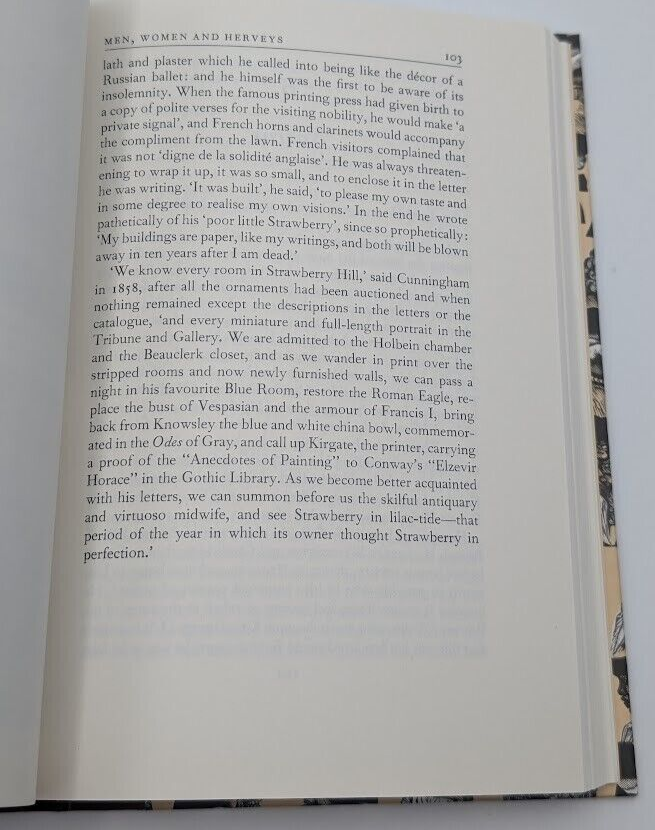 MEN, WOMEN AND HERVEYS
103
lath and plaster which he called into being like the décor of a
Russian ballet: and he himself was the first to be aware of its
insolemnity. When the famous printing press had given birth to
a copy of polite verses for the visiting nobility, he would make ‘a
private signal’, and French horns and clarinets would accompany
the compliment from the lawn. French visitors complained that
it was not ‘digne de la solidité anglaise’. He was always threaten-
ening to wrap it up, it was so small, and to enclose it in the letter
he was writing. ‘It was built’, he said, ‘to please my own taste and
in some degree to realise my own visions.’ In the end he wrote
pathetically of his ‘poor little Strawberry’, since so prophetically:
‘My buildings are paper, like my writings, and both will be blown
away in ten years after I am dead.’
‘We know every room in Strawberry Hill,’ said Cunningham
in 1858, after all the ornaments had been auctioned and when
nothing remained except the descriptions in the letters or the
catalogue, ‘and every miniature and full-length portrait in the
Tribune and Gallery. We are admitted to the Holbein chamber
and the Beauclerk closet, and as we wander in print over the
stripped rooms and now newly furnished walls, we can pass a
night in his favourite Blue Room, restore the Roman Eagle, re-
place the bust of Vespasian and the armour of Francis I, bring
back from Knowsley the blue and white china bowl, commemor-
ated in the Odes of Gray, and call up Kirgate, the printer, carrying
a proof of the “Anecdotes of Painting” to Conway’s “Elzevir
Horace” in the Gothic Library. As we become better acquainted
with his letters, we can summon before us the skilful antiquary
and virtuoso midwife, and see Strawberry in lilac-tide—that
period of the year in which its owner thought Strawberry in
perfection.’